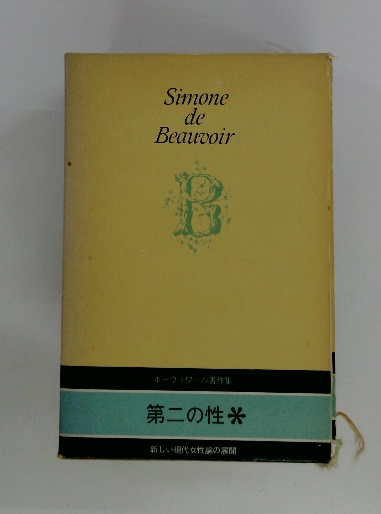 Simone
de
Beauvoir
B
ボーヴォワール著作集
第二の性*
新しい現代女性論の展開